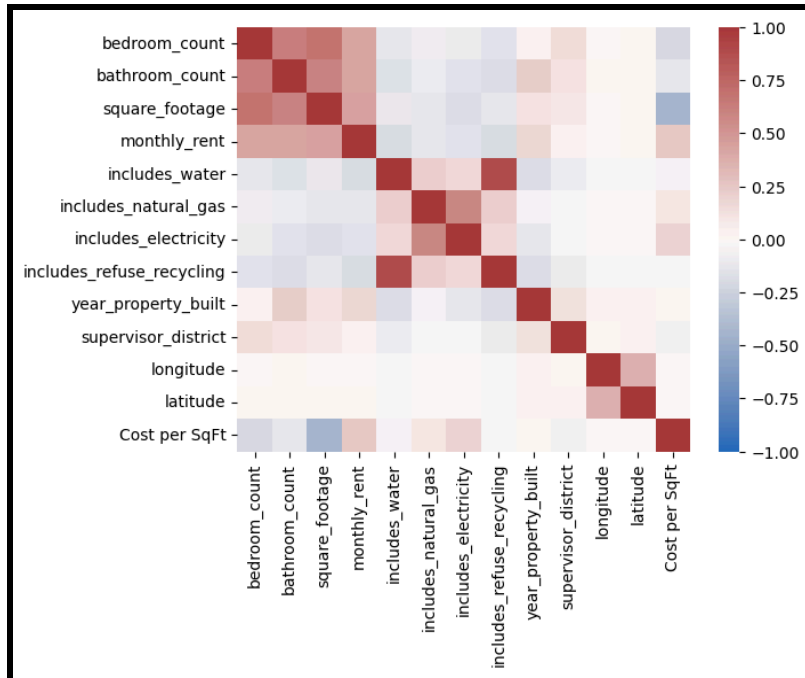 bedroom_count
bathroom_count
square_footage
monthly_rent
includes_water
includes_natural_gas
includes_electricity
includes_refuse_recycling
year_property_built
supervisor_district
longitude
latitude
Cost per SqFt
bedroom_count
bathroom_count
square_footage
monthly_rent
includes_water
includes_natural_gas
includes_electricity
includes_refuse_recycling
year_property_built
supervisor_district
longitude
latitude
Cost per SqFt
1.00
0.75
0.50
0.25
0.00
−0.25
−0.50
−0.75
−1.00